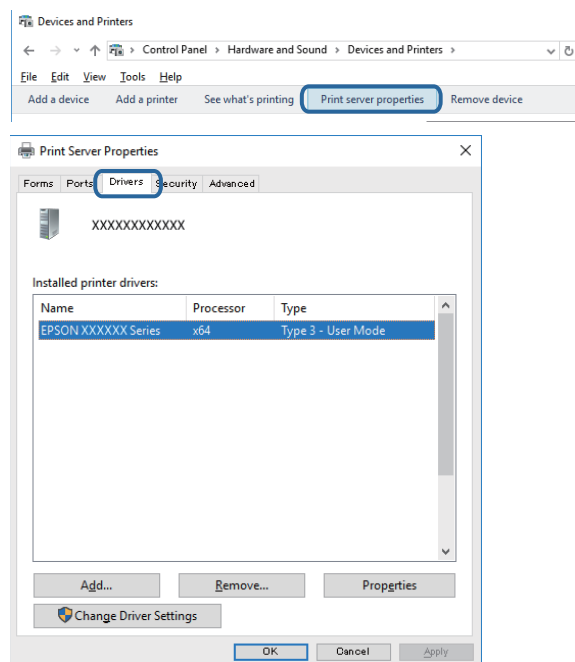 Devices and Printers
Control Panel > Hardware and Sound > Devices and Printers >
File Edit View Tools Help
Add a device Add a printer See what's printing Print server properties Remove device
Print Server Properties
Forms Ports Drivers Security Advanced
XXXXXXXXXXXX
Installed printer drivers:
Name Processor Type
EPSON XXXXXX Series x64 Type 3 - User Mode
Add... Remove... Properties
Change Driver Settings
OK Cancel Apply